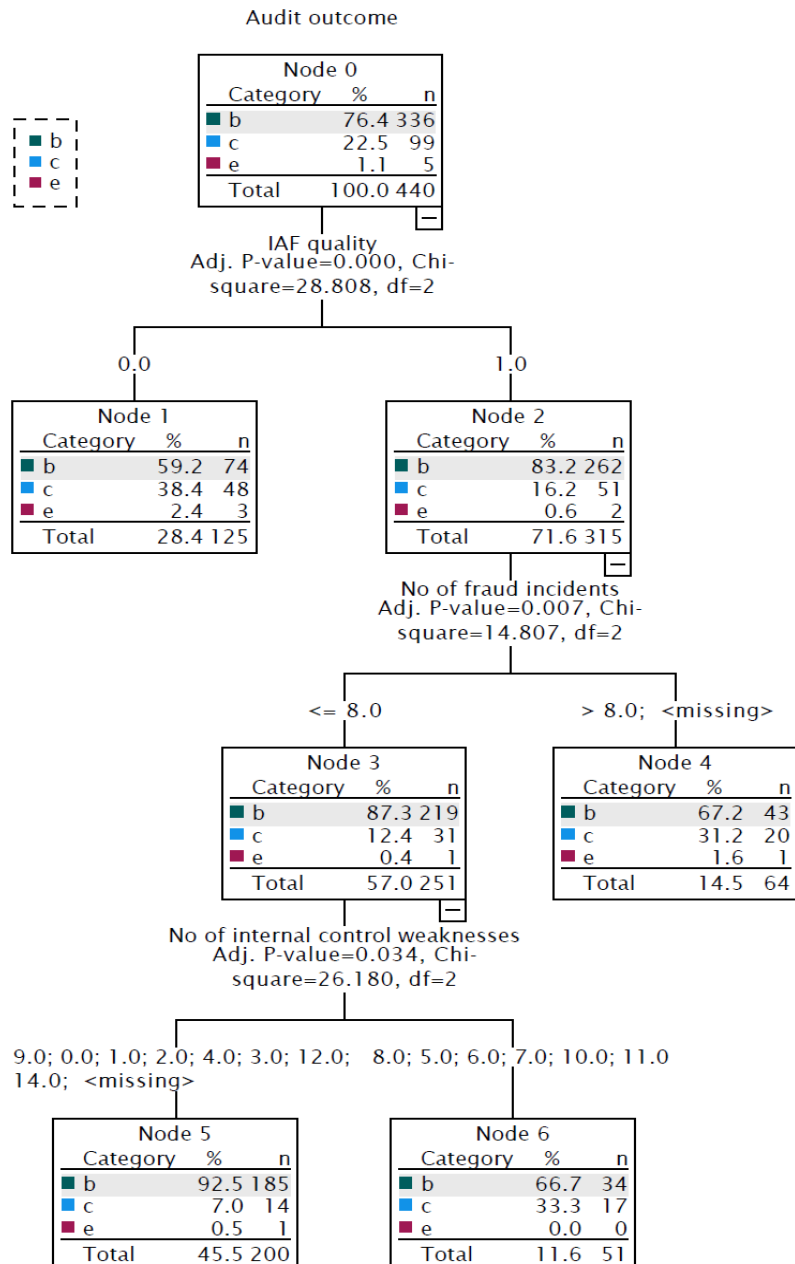 Audit outcome
Node 0
Category % n
b 76.4 336
c 22.5 99
e 1.1 5
Total 100.0 440
b
c
e
IAF quality
Adj. P-value=0.000, Chi-
square=28.808, df=2
0.0
1.0
Node 1
Category % n
b 59.2 74
c 38.4 48
e 2.4 3
Total 28.4 125
Node 2
Category % n
b 83.2 262
c 16.2 51
e 0.6 2
Total 71.6 315
No of fraud incidents
Adj. P-value=0.007, Chi-
square=14.807, df=2
<= 8.0
> 8.0; <missing>
Node 3
Category % n
b 87.3 219
c 12.4 31
e 0.4 1
Total 57.0 251
Node 4
Category % n
b 67.2 43
c 31.2 20
e 1.6 1
Total 14.5 64
No of internal control weaknesses
Adj. P-value=0.034, Chi-
square=26.180, df=2
9.0; 0.0; 1.0; 2.0; 4.0; 3.0; 12.0;
14.0; <missing>
8.0; 5.0; 6.0; 7.0; 10.0; 11.0
Node 5
Category % n
b 92.5 185
c 7.0 14
e 0.5 1
Total 45.5 200
Node 6
Category % n
b 66.7 34
c 33.3 17
e 0.0 0
Total 11.6 51